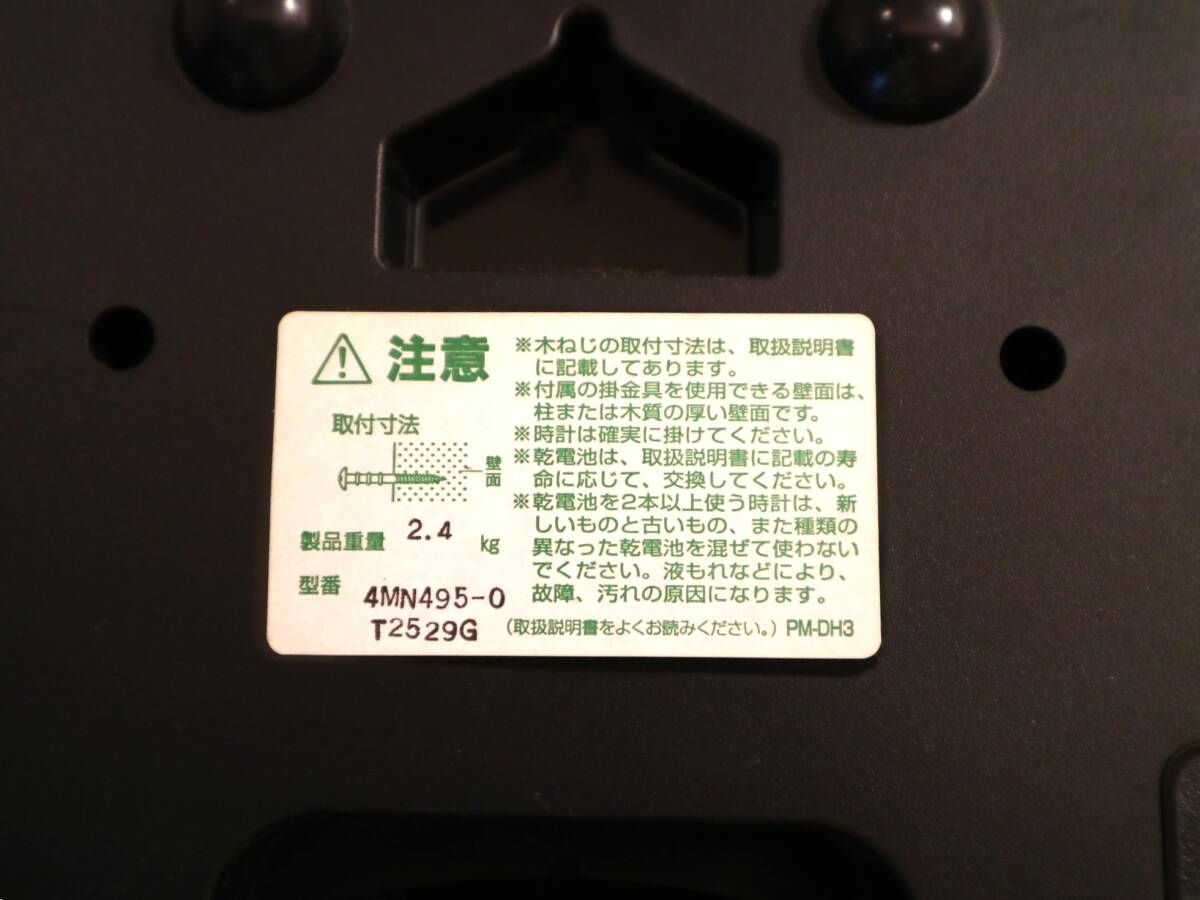 注意
取付寸法
壁面
製品重量 2.4 kg
型番 4MN495-0
T2529G
※木ねじの取付寸法は、取扱説明書
に記載してあります。
※付属の掛金具を使用できる壁面は、
柱または木質の厚い壁面です。
※時計は確実に掛けてください。
※乾電池は、取扱説明書に記載の寿
命に応じて、交換してください。
※乾電池を2本以上使う時計は、新
しいものと古いもの、また種類の
異なった乾電池を混ぜて使わない
でください。液もれなどにより、
故障、汚れの原因になります。
(取扱説明書をよくお読みください。) PM-DH3